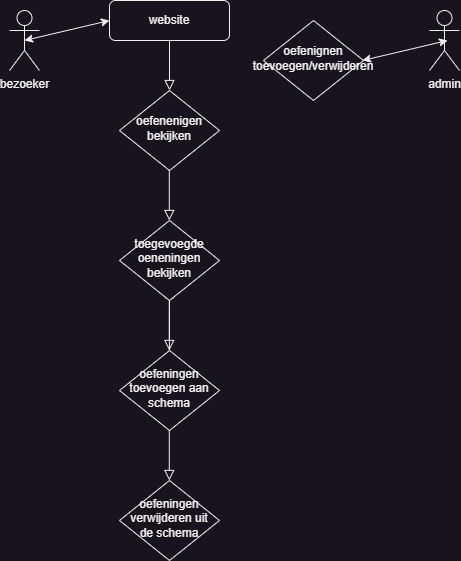 website
oefenignen
toevoegen/verwijderen
bezoeker
admin
oefenenigen
bekijken
toegevoegde
oeneningen
bekijken
oefeningen
toevoegen aan
schema
oefeningen
verwijderen uit
de schema